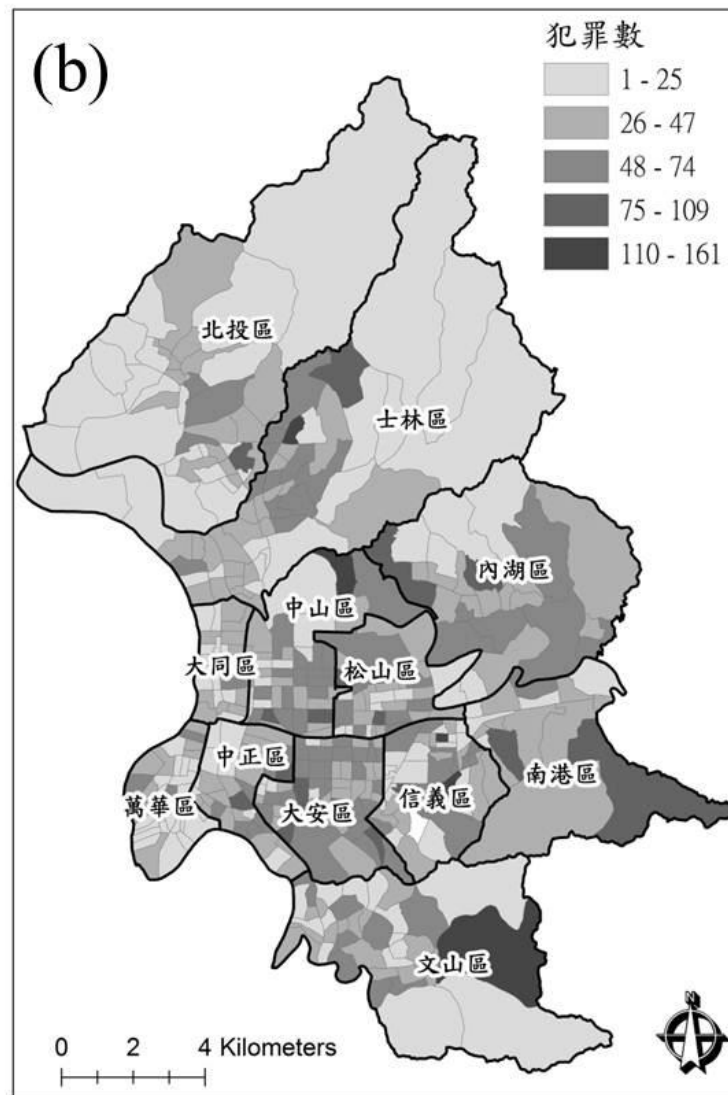 (b)
犯罪數
1 - 25
26 - 47
48 - 74
75 - 109
110 - 161
北投區
士林區
內湖區
中山區
大同區
松山區
中正區
南港區
萬華區
大安區
信義區
文山區
N
0 2 4 Kilometers